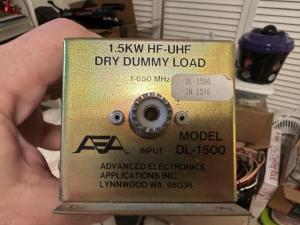 1.5KW HF-UHF
DRY DUMMY LOAD
1-650 MHz
DL-1500
SN 1516
AEA
INPUT
MODEL
DL-1500
ADVANCED ELECTRONICS
APPLICATIONS INC.
LYNNWOOD WA. 98036